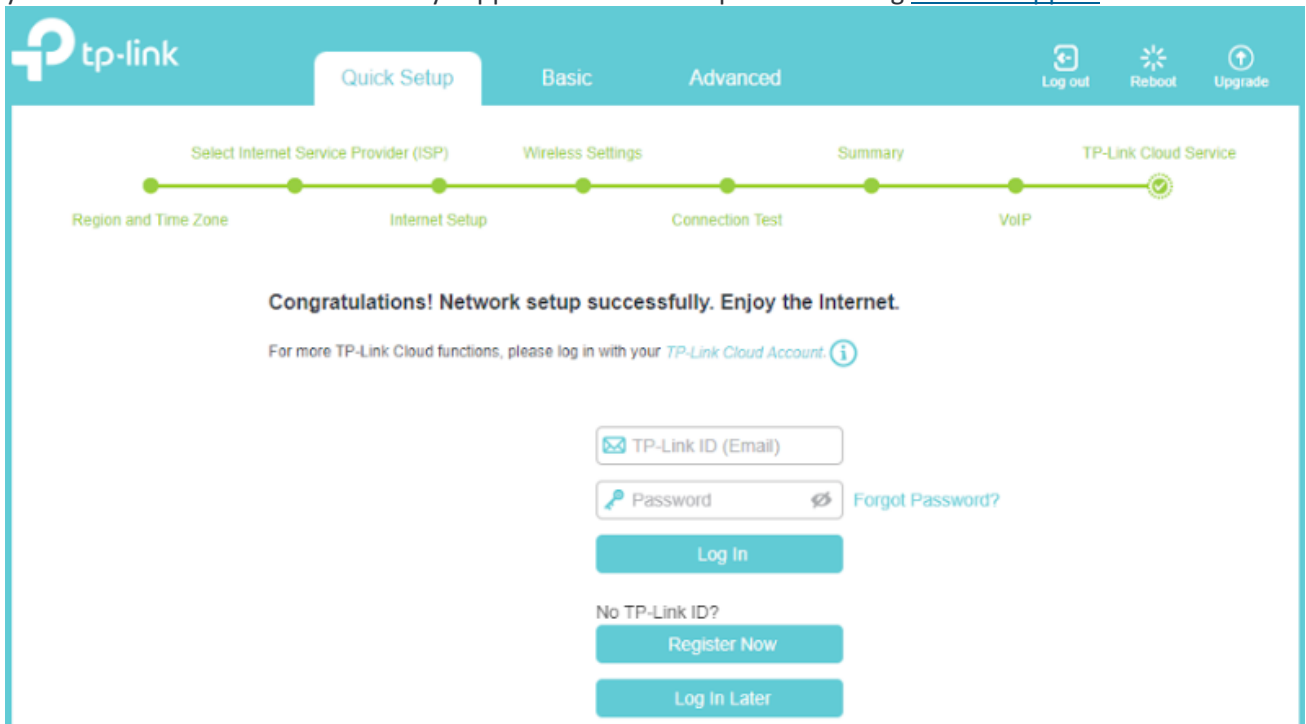 tp-link
Quick Setup Basic Advanced
Log out Reboot Upgrade
Select Internet Service Provider (ISP) Wireless Settings Summary TP-Link Cloud Service
Region and Time Zone Internet Setup Connection Test VoIP
Congratulations! Network setup successfully. Enjoy the Internet.
For more TP-Link Cloud functions, please log in with your TP-Link Cloud Account.
TP-Link ID (Email)
Password Forgot Password?
Log In
No TP-Link ID?
Register Now
Log In Later